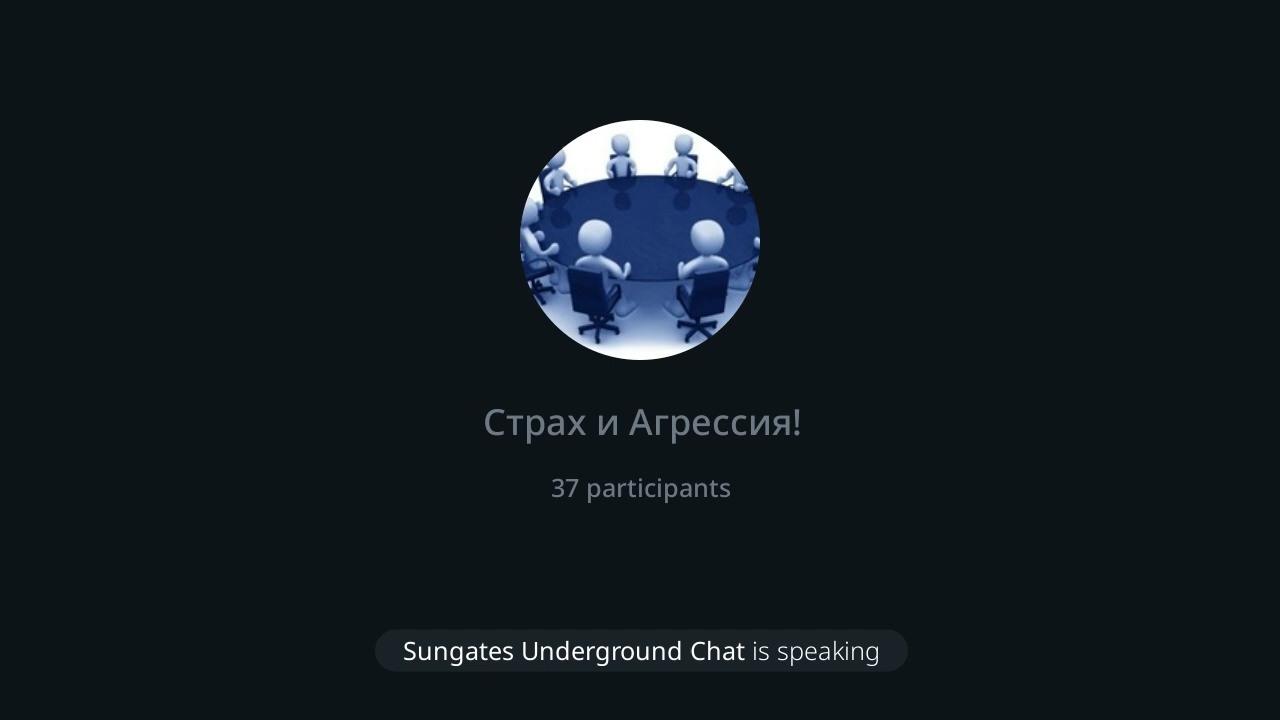 Страх и Агрессия!
37 participants
Sungates Underground Chat is speaking